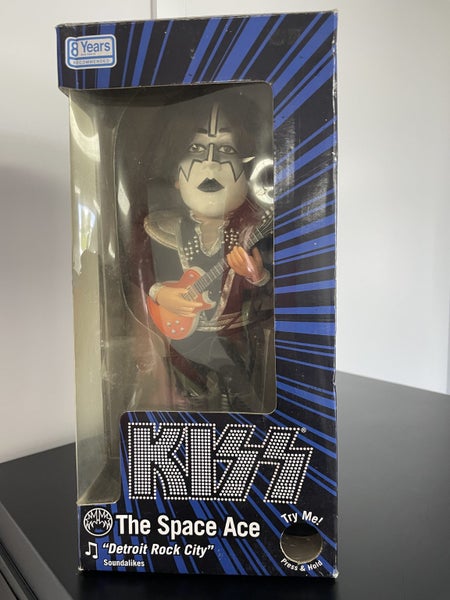 8 Years
RECOMMENDED
KISS®
The Space Ace
"Detroit Rock City"
Soundalikes
Try Me!
Press & Hold